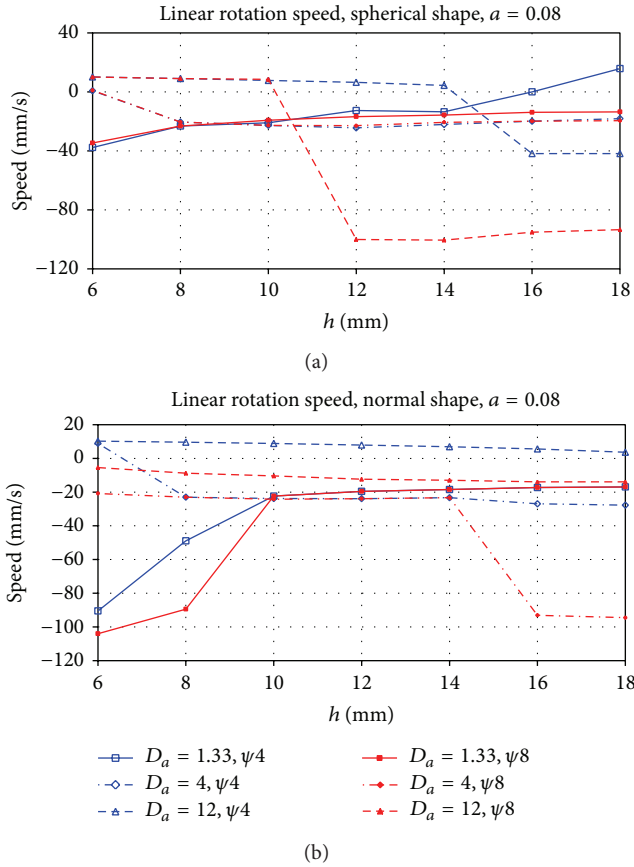 Linear rotation speed, spherical shape, a = 0.08
40
0
−40
−80
−120
Speed (mm/s)
6 8 10 12 14 16 18
h (mm)
(a)
Linear rotation speed, normal shape, a = 0.08
20
0
−20
−40
−60
−80
−100
−120
Speed (mm/s)
6 8 10 12 14 16 18
h (mm)
D_a = 1.33, ψ4 D_a = 1.33, ψ8
D_a = 4, ψ4 D_a = 4, ψ8
D_a = 12, ψ4 D_a = 12, ψ8
(b)